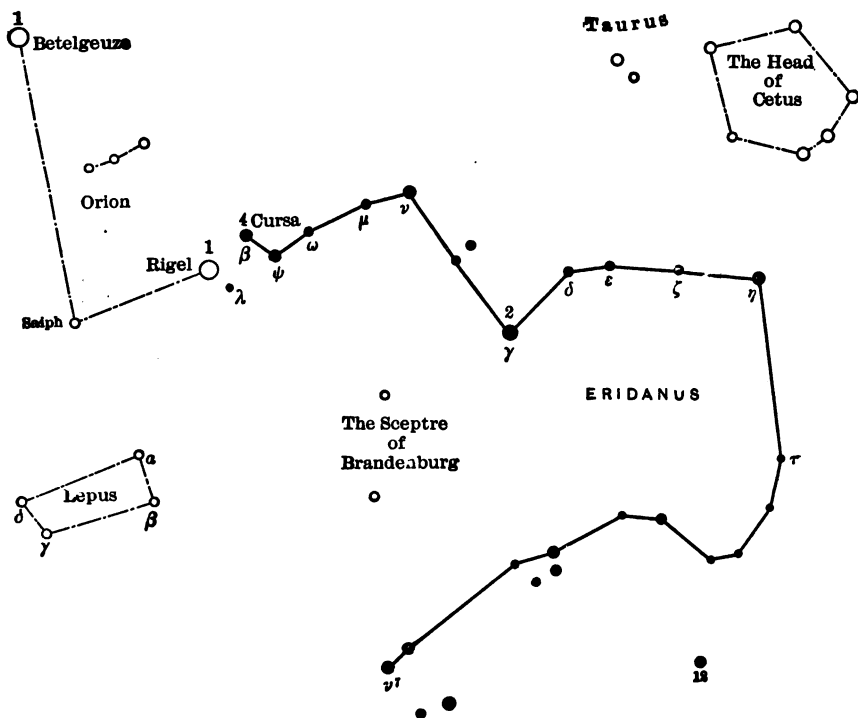 1
Betelgeuze
Taurus
The Head
of
Cetus
Orion
4 Cursa
β
ψ
ω
μ
ν
1
Rigel
λ
Saiph
2
γ
δ
ε
ζ
η
ERIDANUS
The Sceptre
of
Brandenburg
τ
α
Lepus
δ
β
γ
ν⁷
12